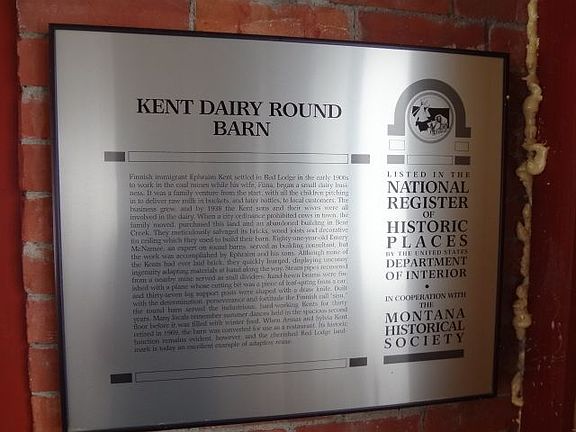 KENT DAIRY ROUND
BARN
Finnish immigrant Ephraim Kent settled in Red Lodge in the early 1900s
to work in the coal mines while his wife, Fiina, began a small dairy busi-
ness. It was a family venture from the start, with all the children pitching
in to deliver raw milk in buckets, and later bottles, to local customers. The
business grew, and by 1938 the Kent sons and their wives were all
involved in the dairy. When a city ordinance prohibited cows in town, the
family moved, purchased this land and an abandoned building in Bear
Creek. They meticulously salvaged its bricks, wood joists and decorative
tin ceiling which they used to build their barn. Eighty-one-year-old Emery
McNamee, an expert on round barns, served as building consultant, but
the work was accomplished by Ephraim and his sons. Although none of
the Kents had ever laid brick, they quickly learned, displaying uncanny
ingenuity adapting materials at hand along the way. Steam pipes recovered
from a nearby mine served as stall dividers; hand-hewn beams were fin-
ished with a plane whose cutting bit was a piece of leaf-spring from a car;
and thirty-seven log support posts were shaped with a draw knife. Built
with the determination, perseverance and fortitude the Finnish call "sisu,"
the round barn served the industrious, hard-working Kents for thirty
years. Many locals remember summer dances held in the spacious second
floor before it was filled with winter feed. When Armas and Sylvia Kent
retired in 1969, the barn was converted to use as a restaurant. Its historic
function remains evident, however, and the cherished Red Lodge land-
mark is today an excellent example of adaptive reuse.
LISTED IN THE
NATIONAL
REGISTER
OF
HISTORIC
PLACES
BY THE UNITED STATES
DEPARTMENT
OF INTERIOR
•
IN COOPERATION WITH
THE
MONTANA
HISTORICAL
SOCIETY